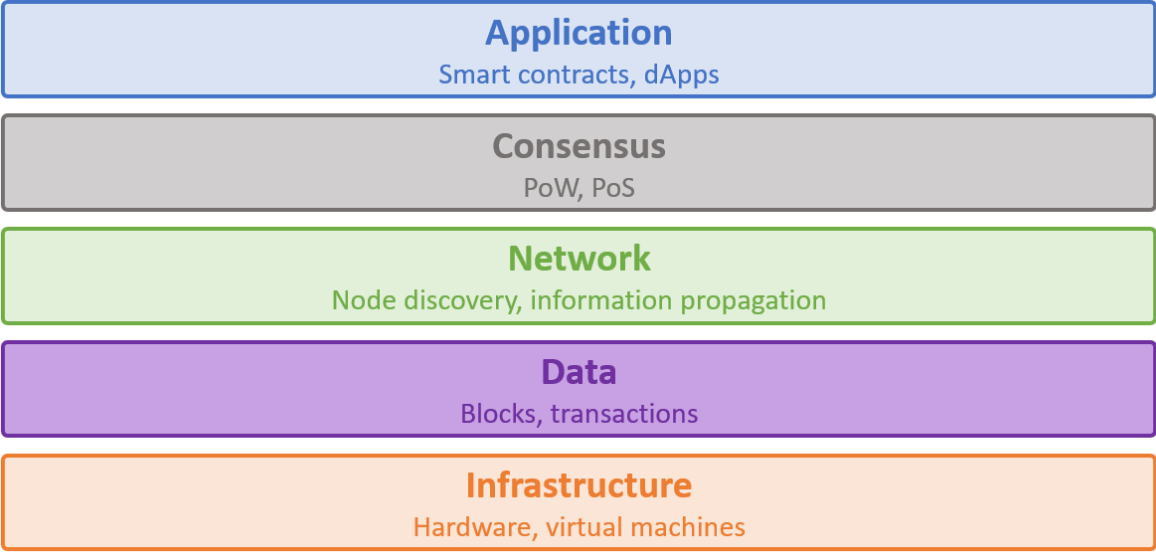 Application
Smart contracts, dApps
Consensus
PoW, PoS
Network
Node discovery, information propagation
Data
Blocks, transactions
Infrastructure
Hardware, virtual machines